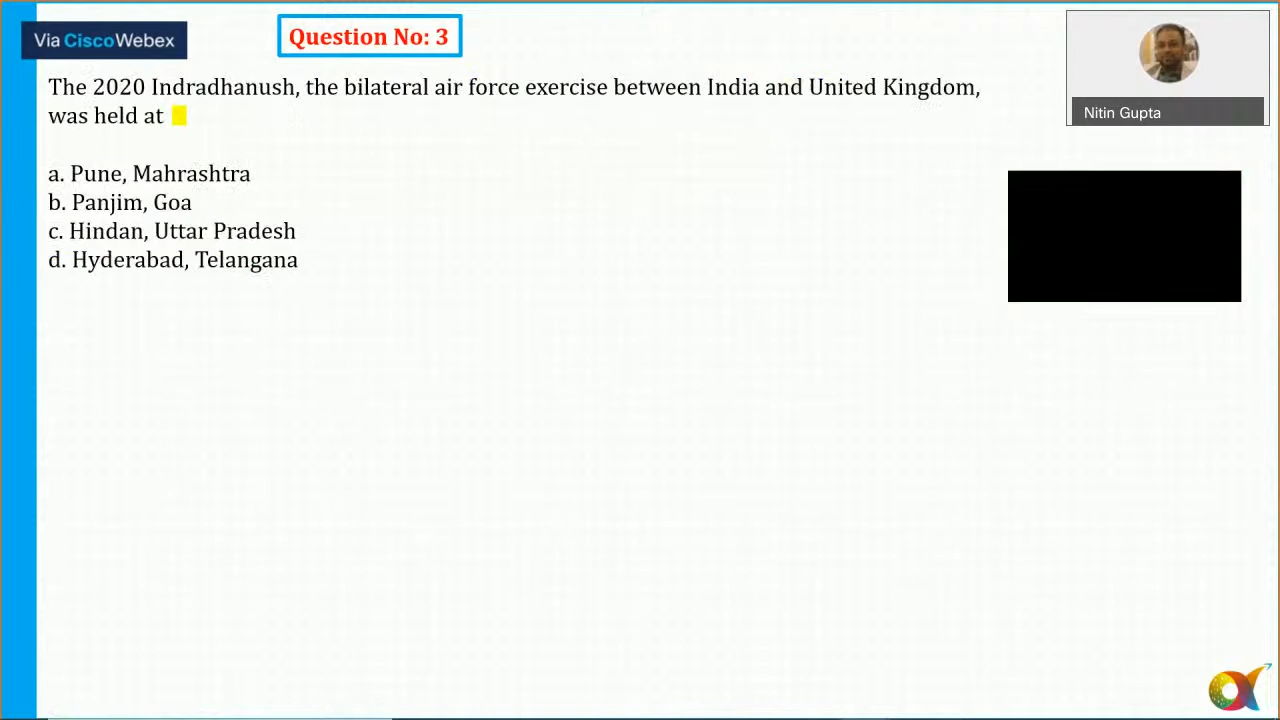 Via CiscoWebex
Question No: 3
The 2020 Indradhanush, the bilateral air force exercise between India and United Kingdom,
was held at
a. Pune, Mahrashtra
b. Panjim, Goa
c. Hindan, Uttar Pradesh
d. Hyderabad, Telangana
Nitin Gupta